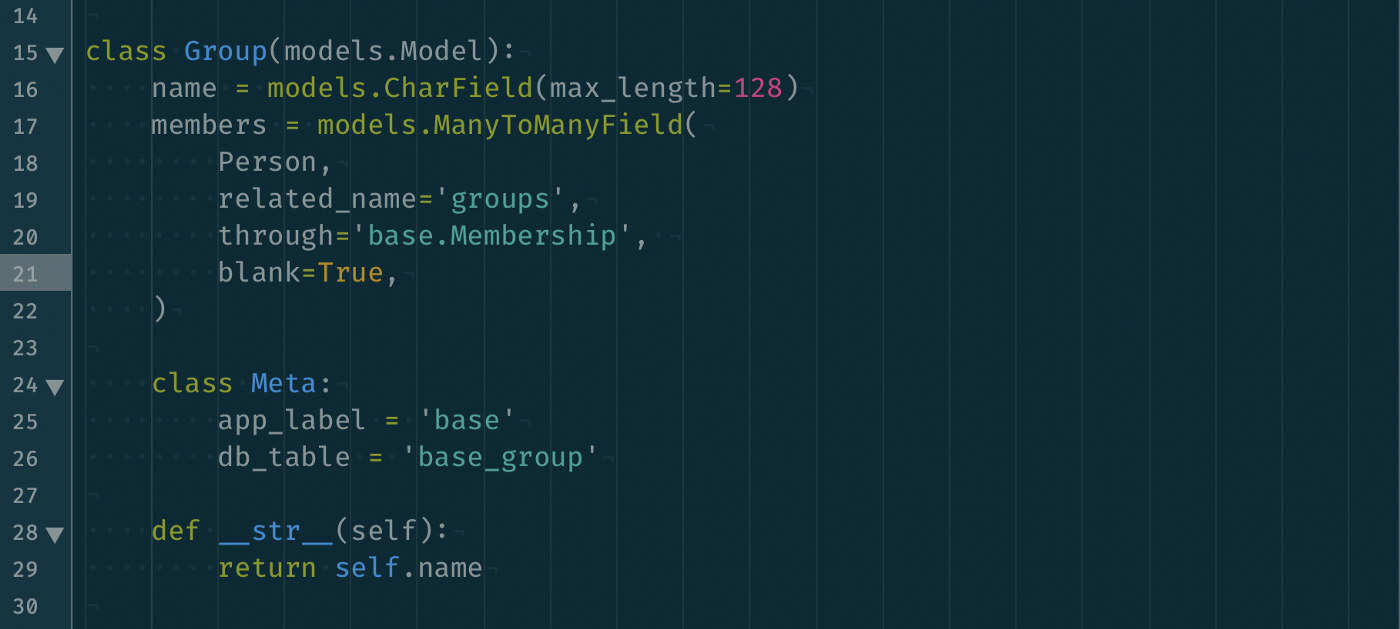 14
15 class Group(models.Model):
16     name = models.CharField(max_length=128)
17     members = models.ManyToManyField(
18         Person,
19         related_name='groups',
20         through='base.Membership',
21         blank=True,
22     )
23
24     class Meta:
25         app_label = 'base'
26         db_table = 'base_group'
27
28     def __str__(self):
29         return self.name
30